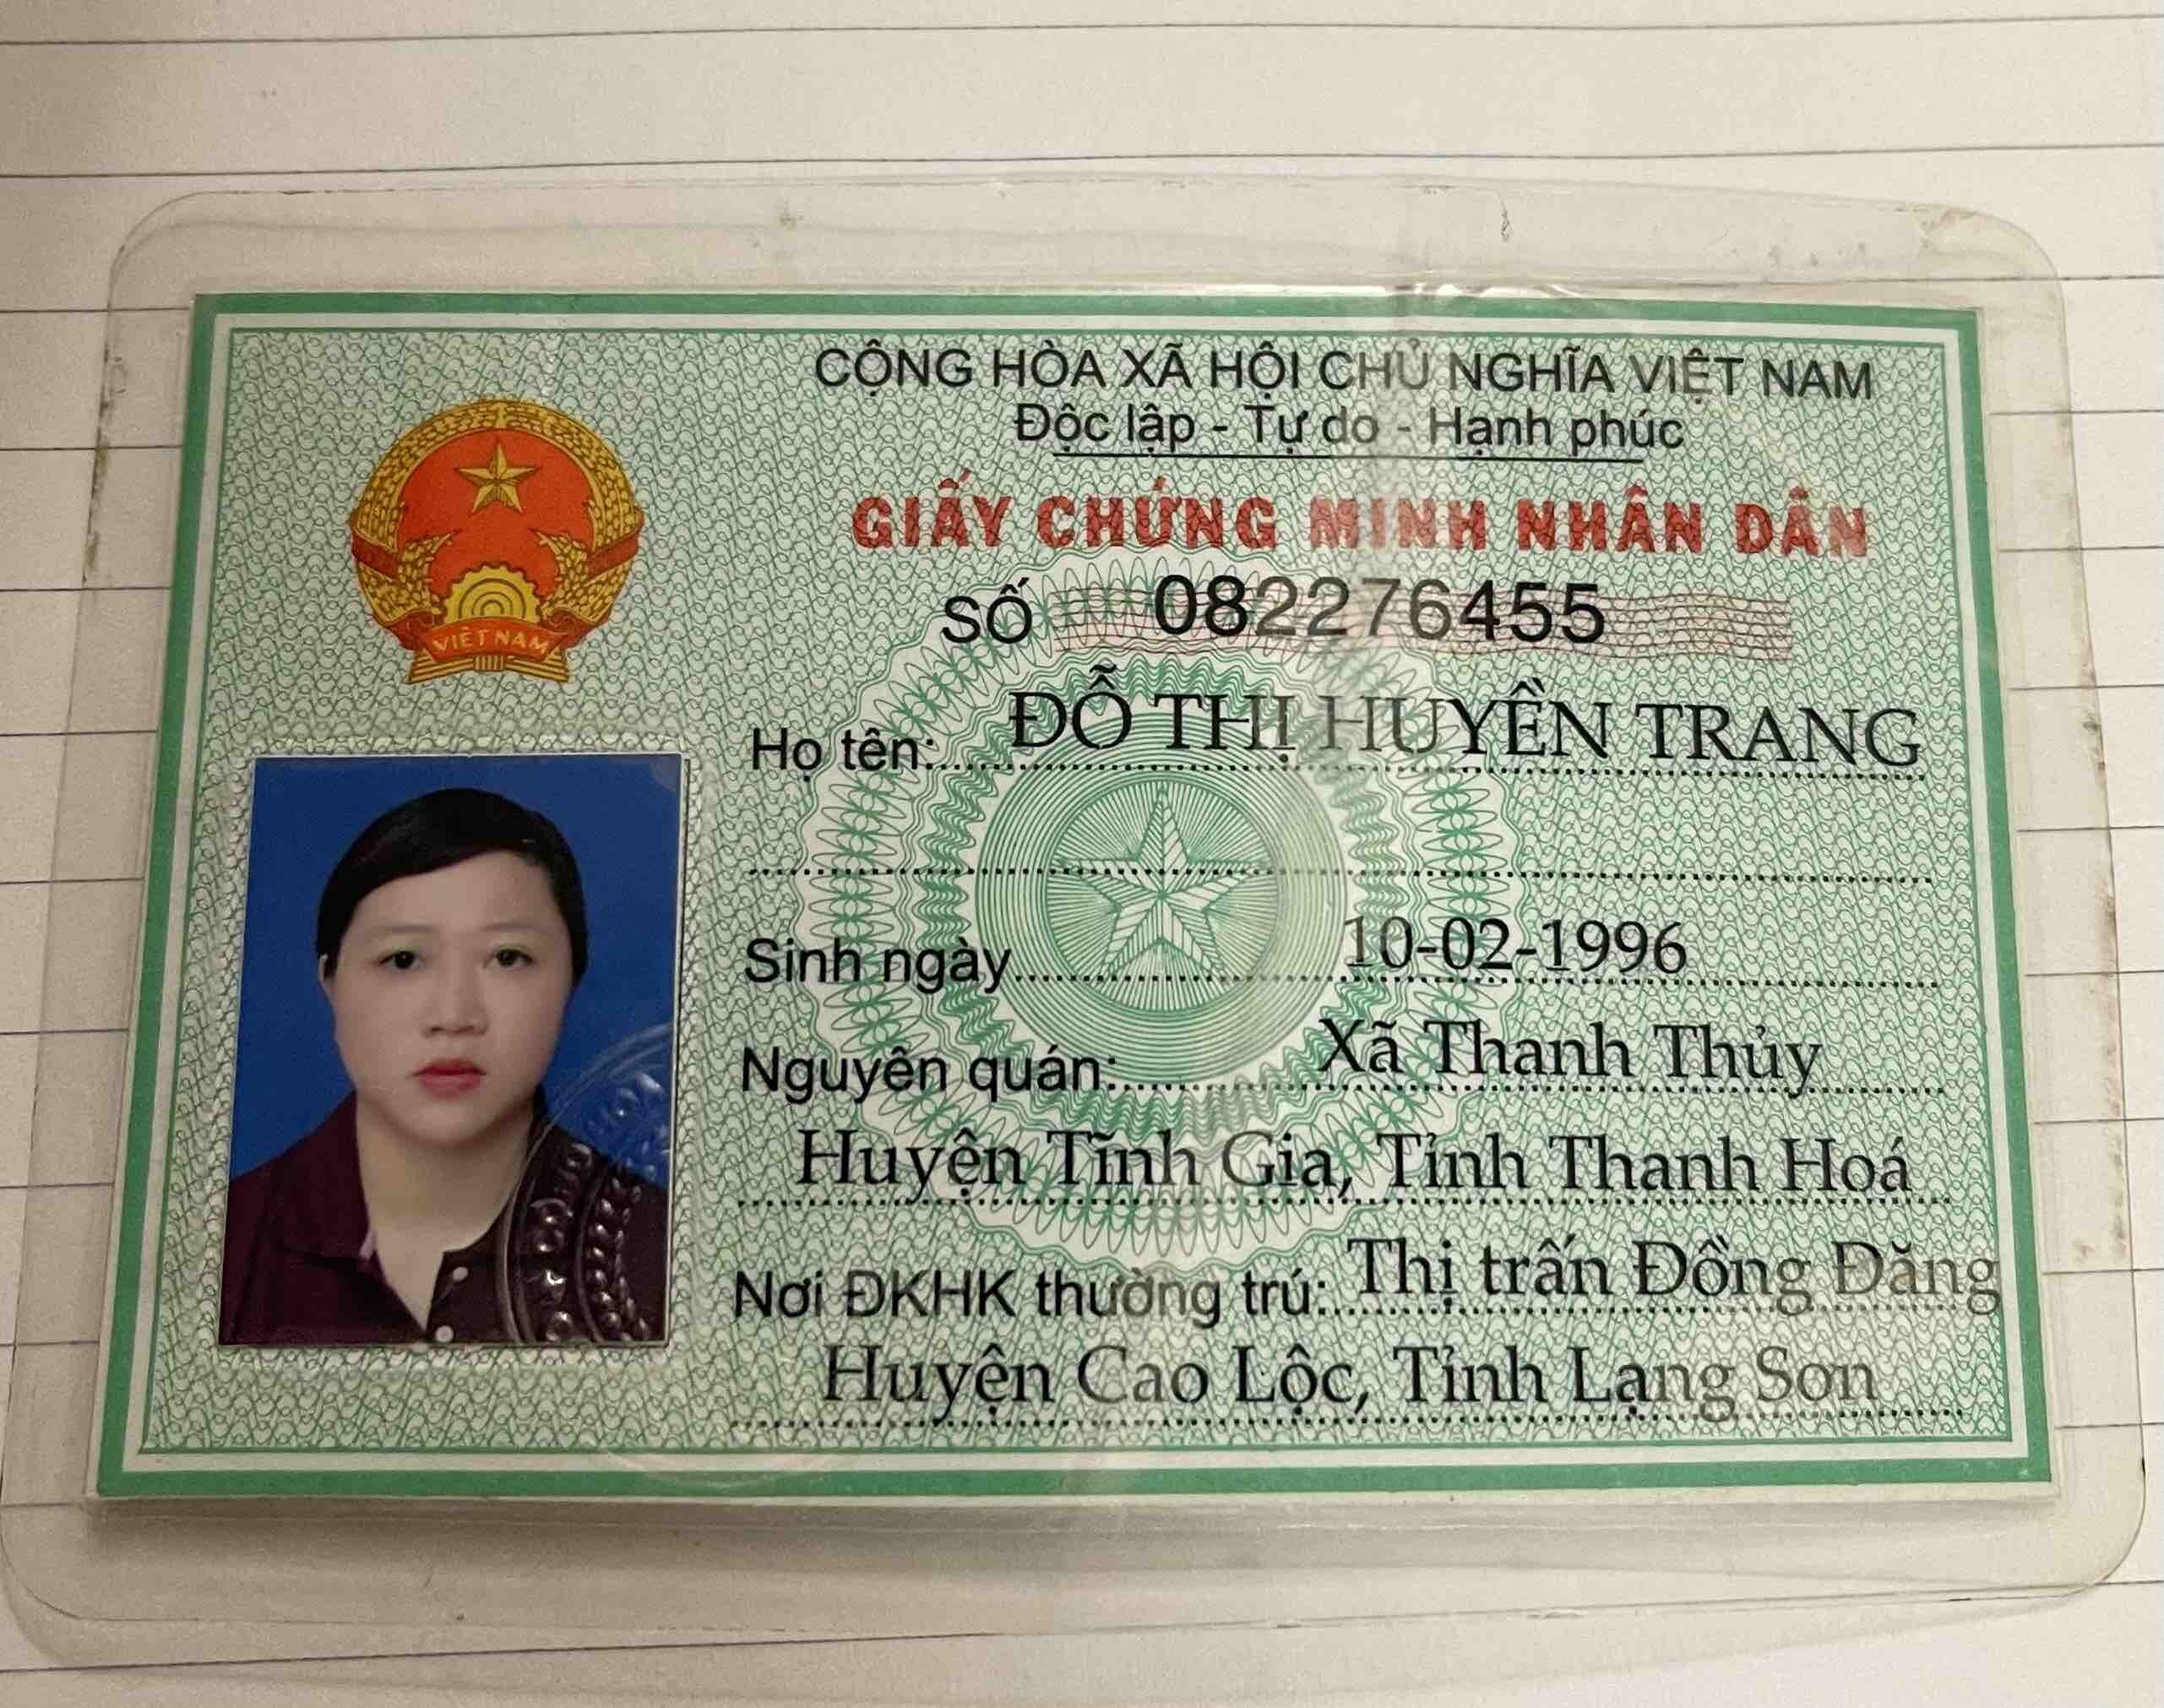 CỘNG HÒA XÃ HỘI CHỦ NGHĨA VIỆT NAM
Độc lập - Tự do - Hạnh phúc
GIẤY CHỨNG MINH NHÂN DÂN
SỐ 082276455
Họ tên: ĐỖ THỊ HUYỀN TRANG
Sinh ngày 10-02-1996
Nguyên quán: Xã Thanh Thủy
Huyện Tĩnh Gia, Tỉnh Thanh Hoá
Nơi ĐKHK thường trú: Thị trấn Đồng Đăng
Huyện Cao Lộc, Tỉnh Lạng Sơn
VIỆT NAM